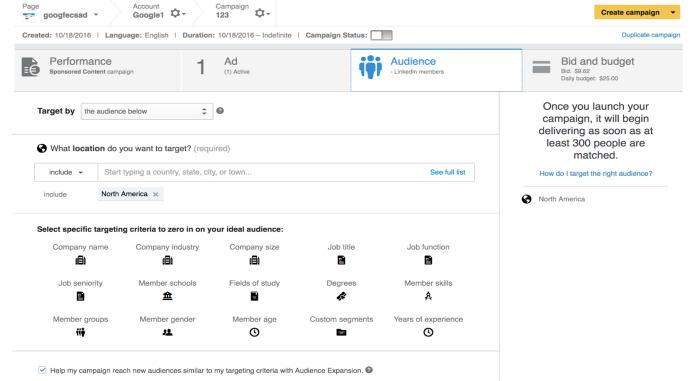 Page
googfecsad
Account
Google1
Campaign
123
Create campaign
Created: 10/18/2016 | Language: English | Duration: 10/18/2016 – Indefinite | Campaign Status:
Duplicate campaign
Performance
Sponsored Content campaign
1
Ad
(1) Active
Audience
- LinkedIn members
Bid and budget
Bid: $9.62
Daily budget: $25.00
Target by the audience below
What location do you want to target? (required)
include Start typing a country, state, city, or town... See full list
include North America ×
Select specific targeting criteria to zero in on your ideal audience:
Company name Company industry Company size Job title Job function
Job seniority Member schools Fields of study Degrees Member skills
Member groups Member gender Member age Custom segments Years of experience
Help my campaign reach new audiences similar to my targeting criteria with Audience Expansion.
Once you launch your
campaign, it will begin
delivering as soon as at
least 300 people are
matched.
How do I target the right audience?
North America